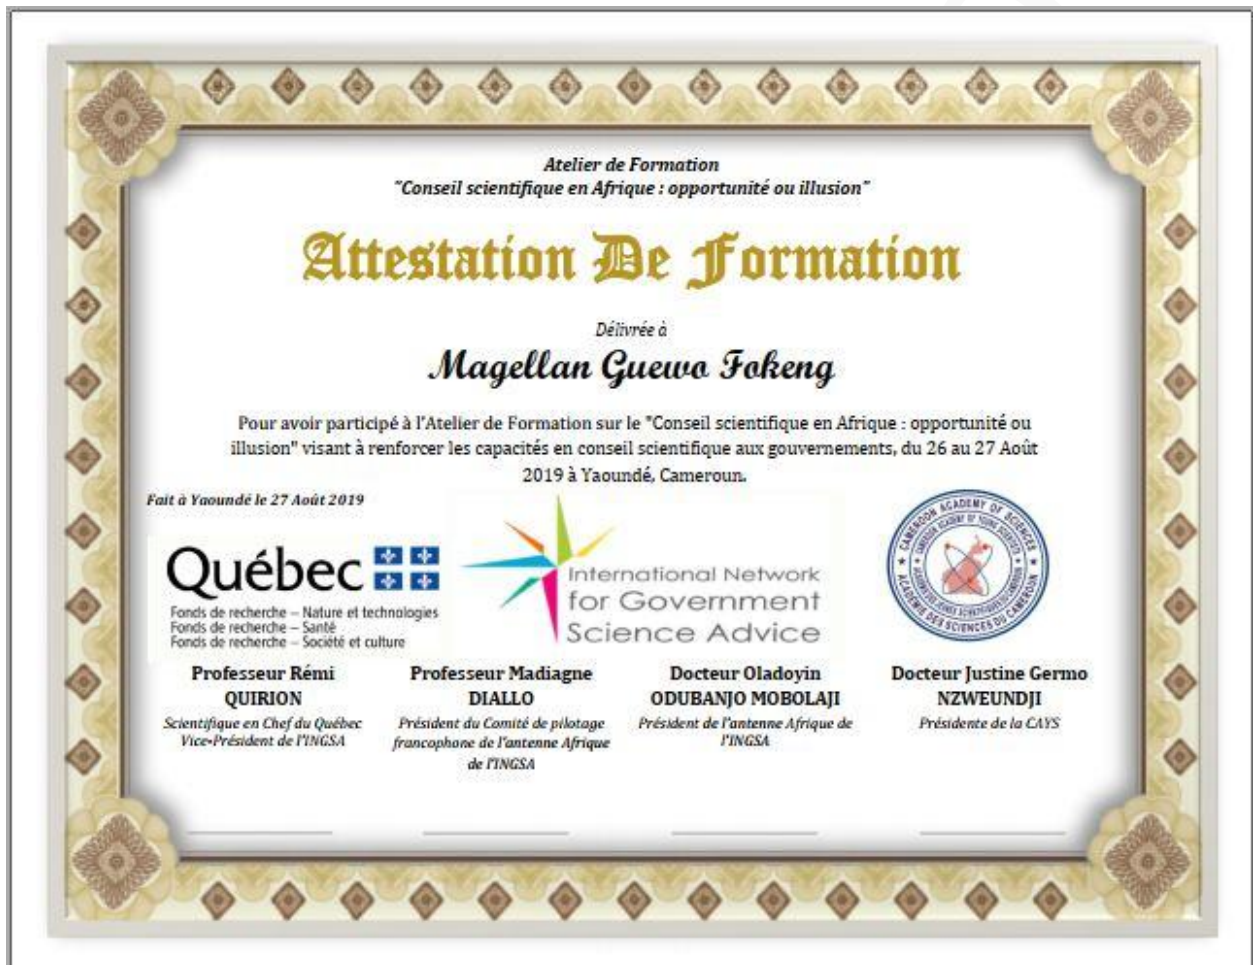 Atelier de Formation
"Conseil scientifique en Afrique : opportunité ou illusion"
Attestation De Formation
Délivrée à
Magellan Guewo Fokeng
Pour avoir participé à l'Atelier de Formation sur le "Conseil scientifique en Afrique : opportunité ou
illusion" visant à renforcer les capacités en conseil scientifique aux gouvernements, du 26 au 27 Août
2019 à Yaoundé, Cameroun.
Fait à Yaoundé le 27 Août 2019
Québec
Fonds de recherche – Nature et technologies
Fonds de recherche – Santé
Fonds de recherche – Société et culture
International Network
for Government
Science Advice
CAMEROON ACADEMY OF SCIENCES
ACADEMIE DES SCIENCES DU CAMEROUN
CAMEROON ACADEMY OF YOUNG SCIENTISTS
Professeur Rémi
QUIRION
Scientifique en Chef du Québec
Vice-Président de l'INGSA
Professeur Madiagne
DIALLO
Président du Comité de pilotage
francophone de l'antenne Afrique
de l'INGSA
Docteur Oladoyin
ODUBANJO MOBOLAJI
Président de l'antenne Afrique de
l'INGSA
Docteur Justine Germo
NZWEUNDJI
Présidente de la CAYS